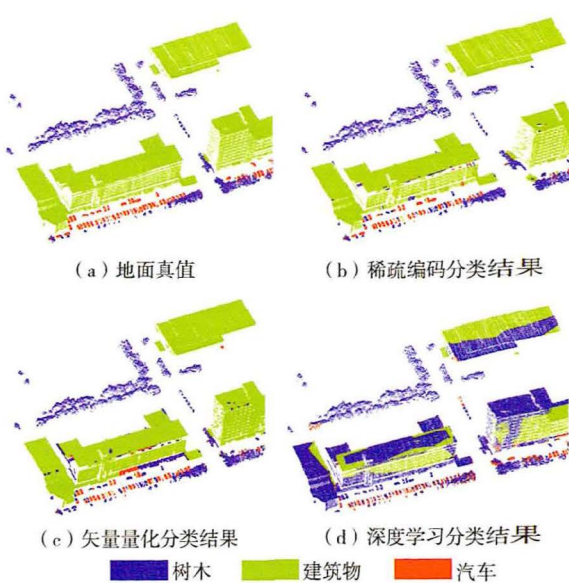 (a)地面真值
(b)稀疏编码分类结果
(c)矢量量化分类结果
(d)深度学习分类结果
树木 建筑物 汽车